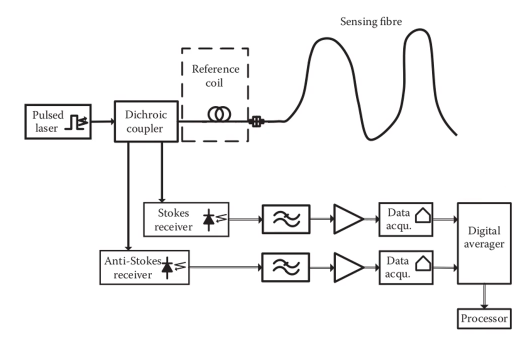 Sensing fibre
Reference
coil
Pulsed
laser
Dichroic
coupler
Stokes
receiver
Data
acqu.
Digital
averager
Anti-Stokes
receiver
Data
acqu.
Processor